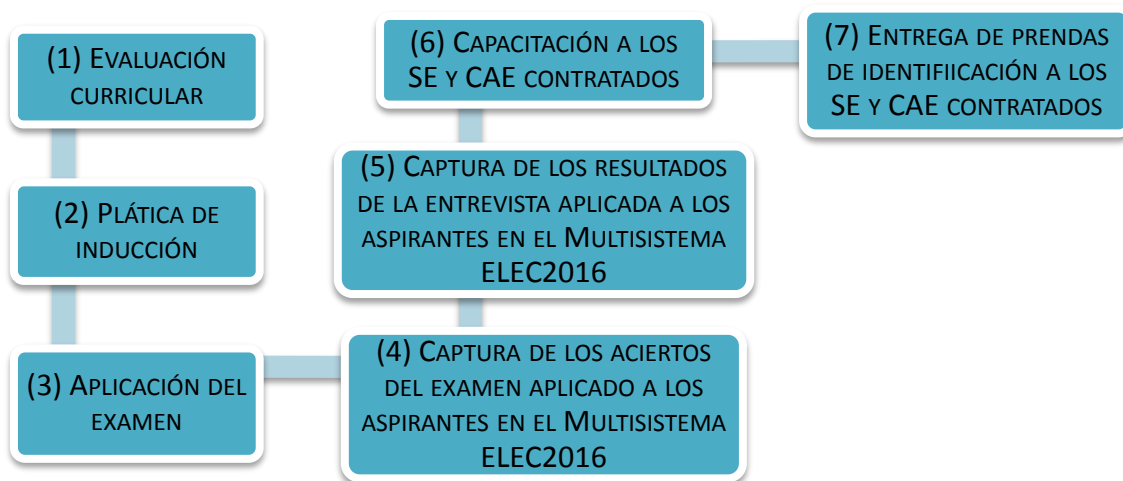 (1) Evaluación
curricular
(2) Plática de
inducción
(3) Aplicación del
examen
(4) Captura de los aciertos
del examen aplicado a los
aspirantes en el Multisistema
ELEC2016
(5) Captura de los resultados
de la entrevista aplicada a los
aspirantes en el Multisistema
ELEC2016
(6) Capacitación a los
SE y CAE contratados
(7) Entrega de prendas
de identifiicación a los
SE y CAE contratados